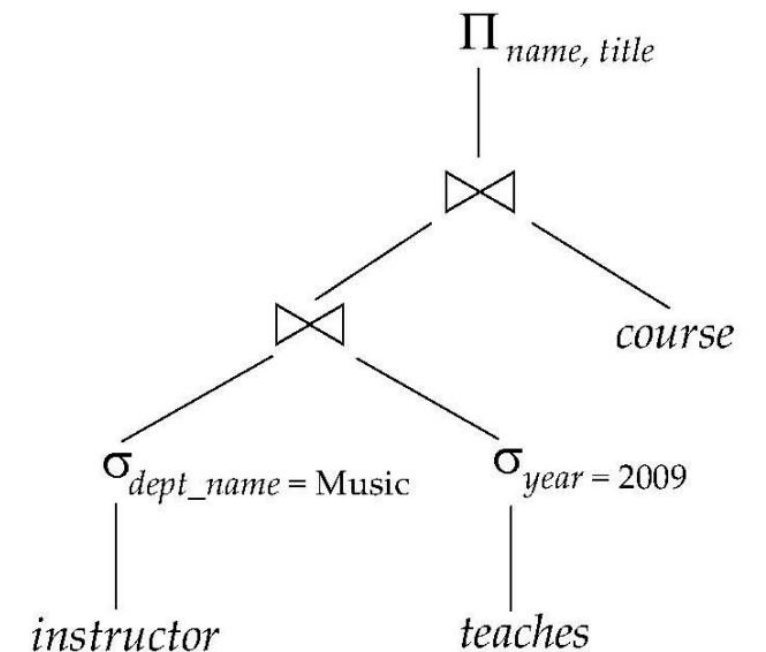 Π name, title
⋈
⋈
course
σ dept_name = Music
σ year = 2009
instructor
teaches